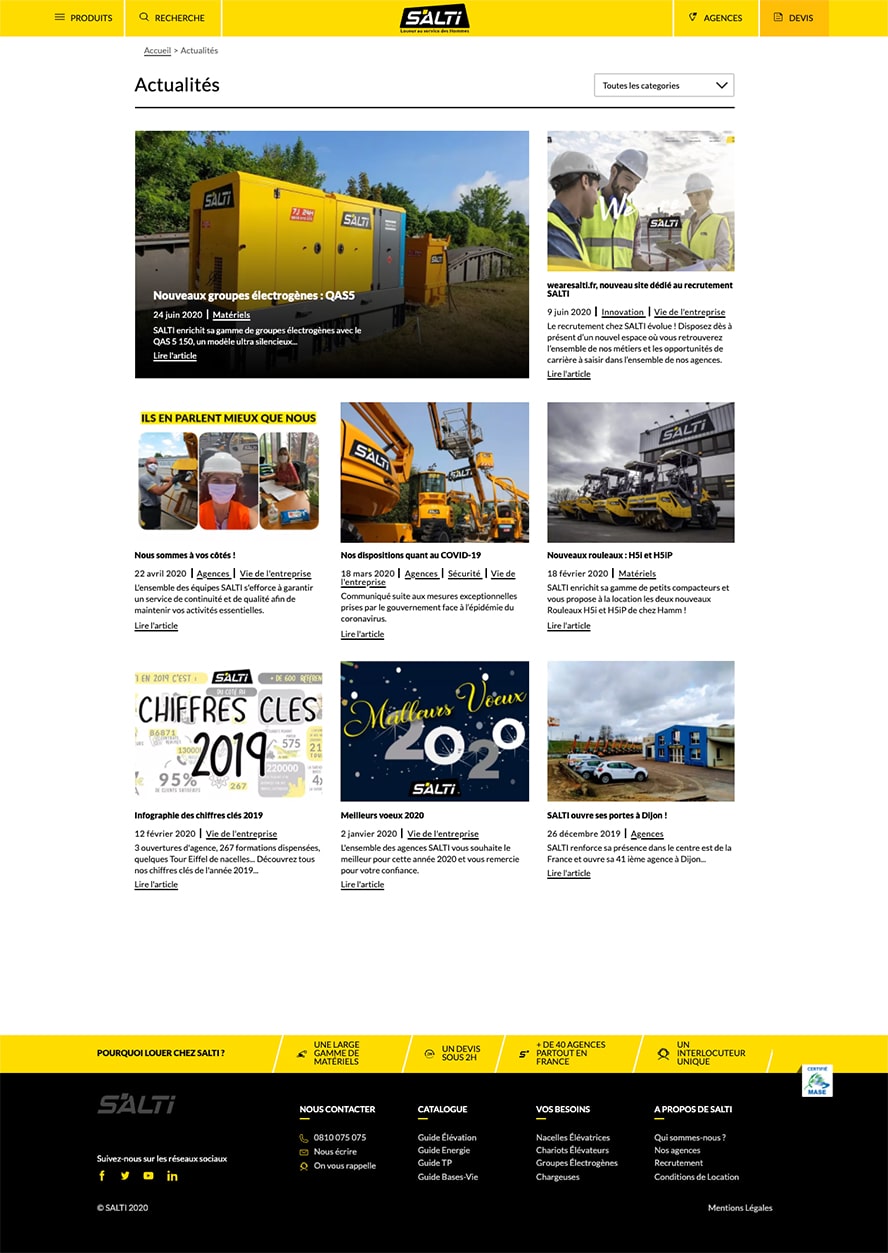 PRODUITS
RECHERCHE
SALTI
Loueur au service des Hommes
AGENCES
DEVIS
Accueil > Actualités
Actualités
Toutes les categories
SALTI
7J 24H
SALTI
Nouveaux groupes électrogènes : QAS5
24 juin 2020 | Matériels
SALTI enrichit sa gamme de groupes électrogènes avec le
QAS 5 150, un modèle ultra silencieux...
Lire l'article
SALTI
wearesalti.fr, nouveau site dédié au recrutement
SALTI
9 juin 2020 | Innovation | Vie de l'entreprise
Le recrutement chez SALTI évolue ! Disposez dès à
présent d'un nouvel espace où vous retrouverez
l'ensemble de nos métiers et les opportunités de
carrière à saisir dans l'ensemble de nos agences.
Lire l'article
ILS EN PARLENT MIEUX QUE NOUS
Nous sommes à vos côtés !
22 avril 2020 | Agences | Vie de l'entreprise
L'ensemble des équipes SALTI s'efforce à garantir
un service de continuité et de qualité afin de
maintenir vos activités essentielles.
Lire l'article
SALTI
SALTI
Nos dispositions quant au COVID-19
18 mars 2020 | Agences | Sécurité | Vie de
l'entreprise
Communiqué suite aux mesures exceptionnelles
prises par le gouvernement face à l'épidémie du
coronavirus.
Lire l'article
SALTI
Nouveaux rouleaux : H5i et H5iP
18 février 2020 | Matériels
SALTI enrichit sa gamme de petits compacteurs et
vous propose à la location les deux nouveaux
Rouleaux H5i et H5iP de chez Hamm !
Lire l'article
EN 2019 C'EST :
SALTI
+ DE 600
DU COTÉ AU
CHIFFRES CLES
2019
86871
13000
575
220000
95%
267
Infographie des chiffres clés 2019
12 février 2020 | Vie de l'entreprise
3 ouvertures d'agence, 267 formations dispensées,
quelques Tour Eiffel de nacelles... Découvrez tous
nos chiffres clés de l'année 2019...
Lire l'article
Meilleurs Voeux
2020
SALTI
Meilleurs voeux 2020
2 janvier 2020 | Vie de l'entreprise
L'ensemble des agences SALTI vous souhaite le
meilleur pour cette année 2020 et vous remercie
pour votre confiance.
Lire l'article
SALTI ouvre ses portes à Dijon !
26 décembre 2019 | Agences
SALTI renforce sa présence dans le centre est de la
France et ouvre sa 41 ième agence à Dijon...
Lire l'article
POURQUOI LOUER CHEZ SALTI ?
UNE LARGE
GAMME DE
MATÉRIELS
UN DEVIS
SOUS 2H
+ DE 40 AGENCES
PARTOUT EN
FRANCE
UN
INTERLOCUTEUR
UNIQUE
CERTIFIÉ
MASE
SALTI
Suivez-nous sur les réseaux sociaux
NOUS CONTACTER
0810 075 075
Nous écrire
On vous rappelle
CATALOGUE
Guide Élévation
Guide Energie
Guide TP
Guide Bases-Vie
VOS BESOINS
Nacelles Élévatrices
Chariots Élévateurs
Groupes Électrogènes
Chargeuses
A PROPOS DE SALTI
Qui sommes-nous ?
Nos agences
Recrutement
Conditions de Location
© SALTI 2020
Mentions Légales